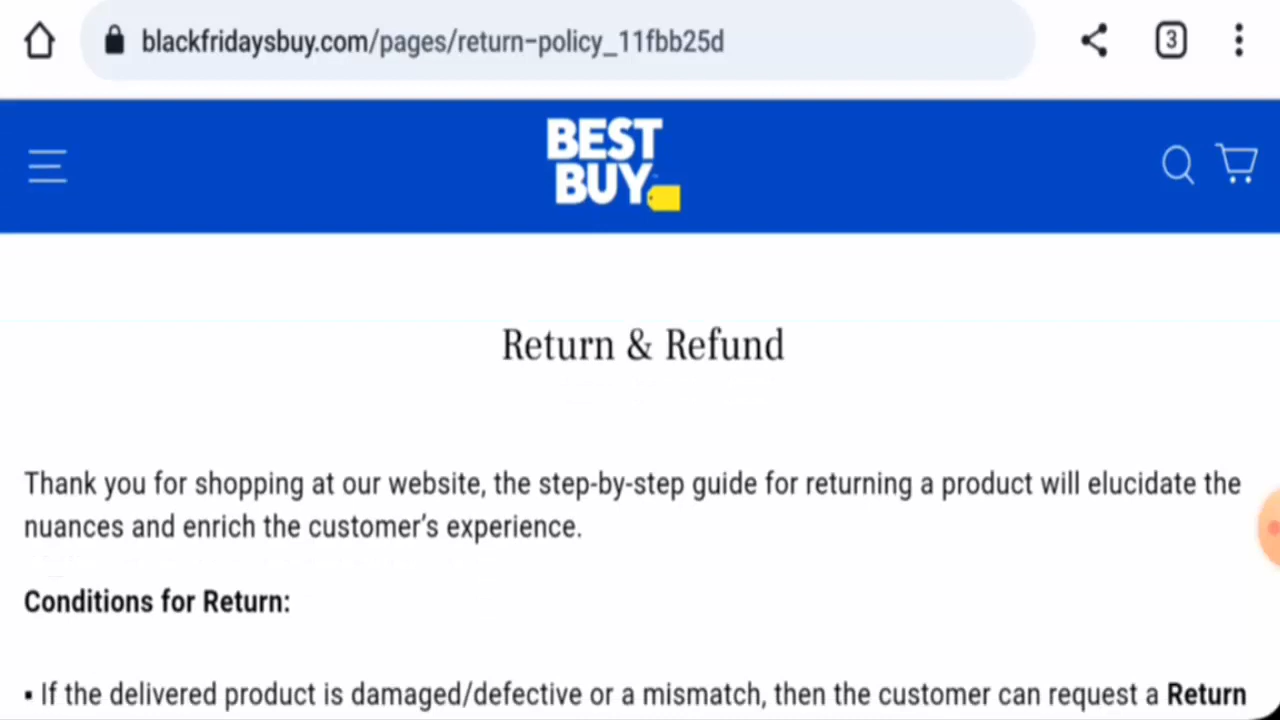 blackfridaysbuy.com/pages/return-policy_11fbb25d
3
BEST
BUY
Return & Refund
Thank you for shopping at our website, the step-by-step guide for returning a product will elucidate the
nuances and enrich the customer’s experience.
Conditions for Return:
▪ If the delivered product is damaged/defective or a mismatch, then the customer can request a Return